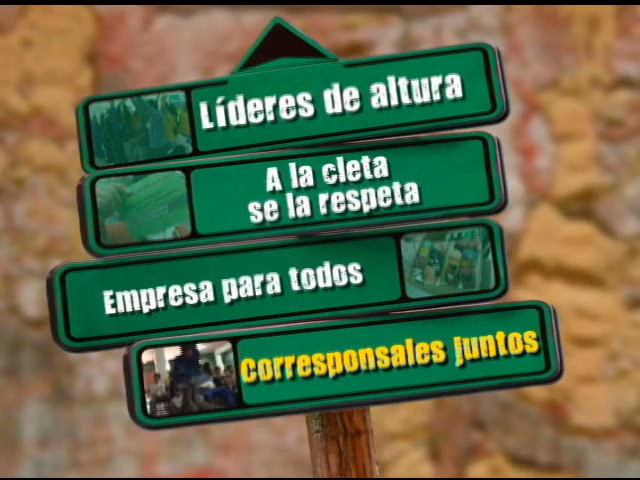 Líderes de altura
A la cleta
se la respeta
Empresa para todos
Corresponsales juntos